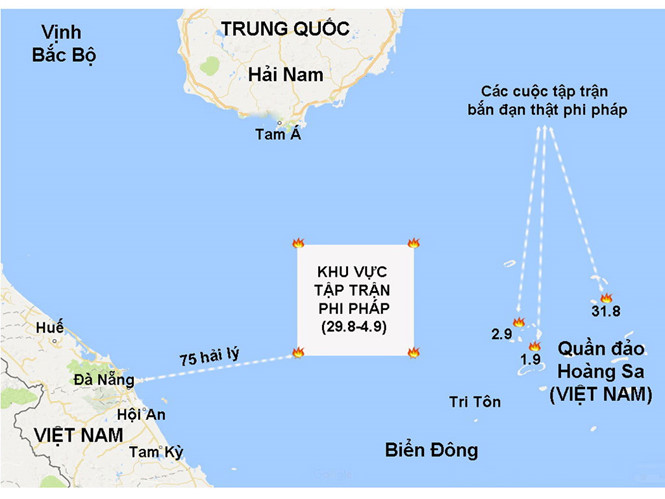 Vịnh
Bắc Bộ
TRUNG QUỐC
Hải Nam
Tam Á
Các cuộc tập trận
bắn đạn thật phi pháp
KHU VỰC
TẬP TRẬN
PHI PHÁP
(29.8-4.9)
31.8
2.9
1.9
Quần đảo
Hoàng Sa
(VIỆT NAM)
Huế
75 hải lý
Đà Nẵng
Hội An
Tri Tôn
VIỆT NAM
Tam Kỳ
Biển Đông